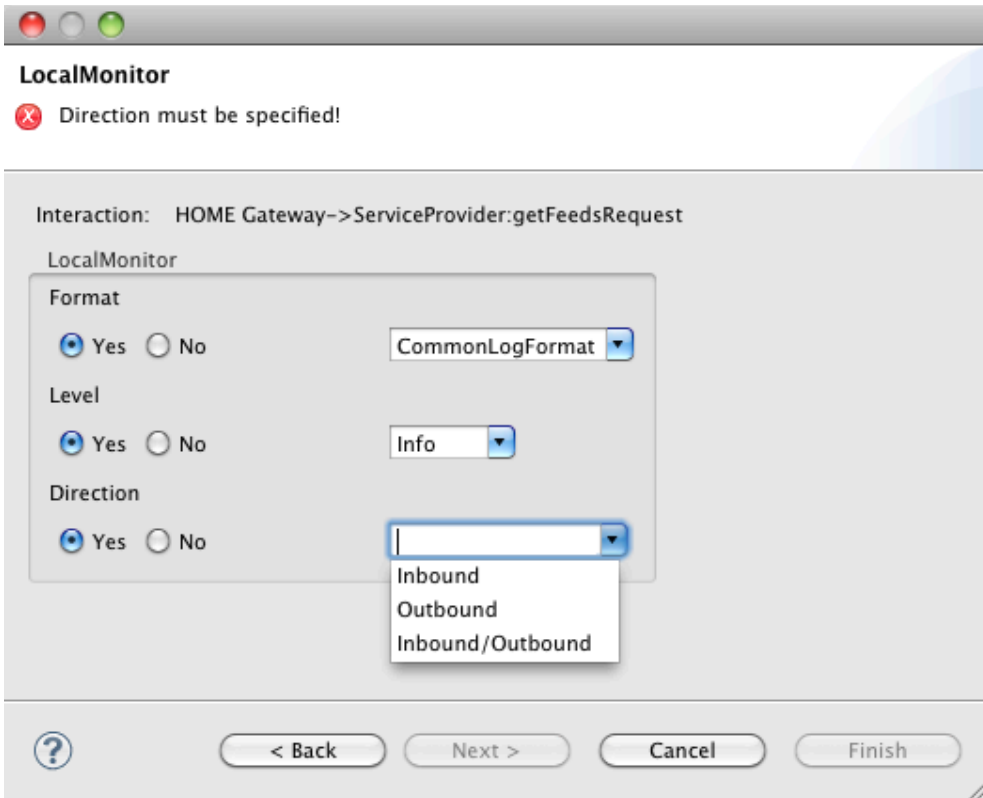 LocalMonitor
Direction must be specified!
Interaction: HOME Gateway->ServiceProvider:getFeedsRequest
LocalMonitor
Format
Yes No CommonLogFormat
Level
Yes No Info
Direction
Yes No
Inbound
Outbound
Inbound/Outbound
? < Back Next > Cancel Finish